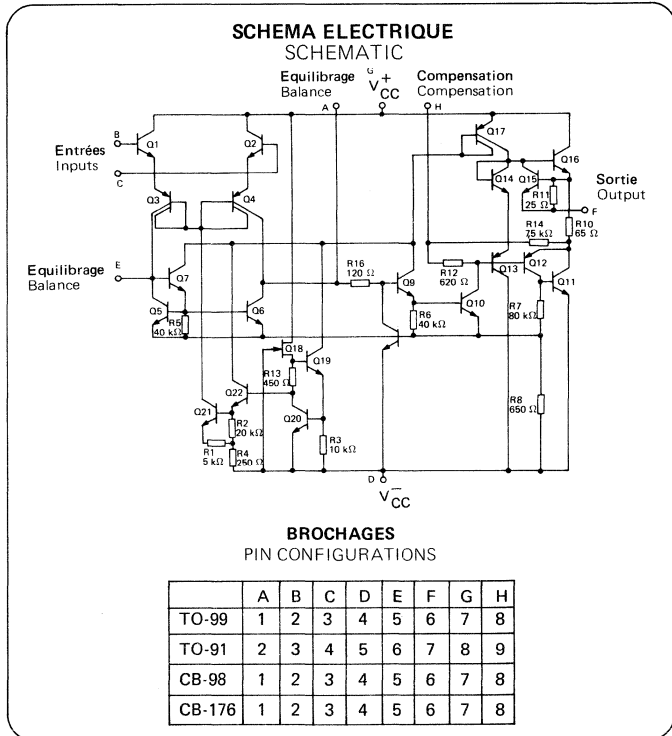 SCHEMA ELECTRIQUE
SCHEMATIC
Equilibrage
Balance
A
G
V+CC
Compensation
Compensation
H
B
Entrées
Inputs
C
Q1
Q2
Q3
Q4
Q17
Q16
Q14
Q15
R11
25 Ω
Sortie
Output
F
R14
75 kΩ
R10
65 Ω
Equilibrage
Balance
E
Q7
Q5
R5
40 kΩ
Q6
R16
120 Ω
Q9
R12
620 Ω
Q13
Q12
Q11
Q10
R6
40 kΩ
R7
80 kΩ
Q18
R13
450 Ω
Q19
Q22
Q21
R2
20 kΩ
Q20
R1
5 kΩ
R4
250 Ω
R3
10 kΩ
R8
650 Ω
D
V−CC
BROCHAGES
PIN CONFIGURATIONS
A B C D E F G H
TO-99 1 2 3 4 5 6 7 8
TO-91 2 3 4 5 6 7 8 9
CB-98 1 2 3 4 5 6 7 8
CB-176 1 2 3 4 5 6 7 8